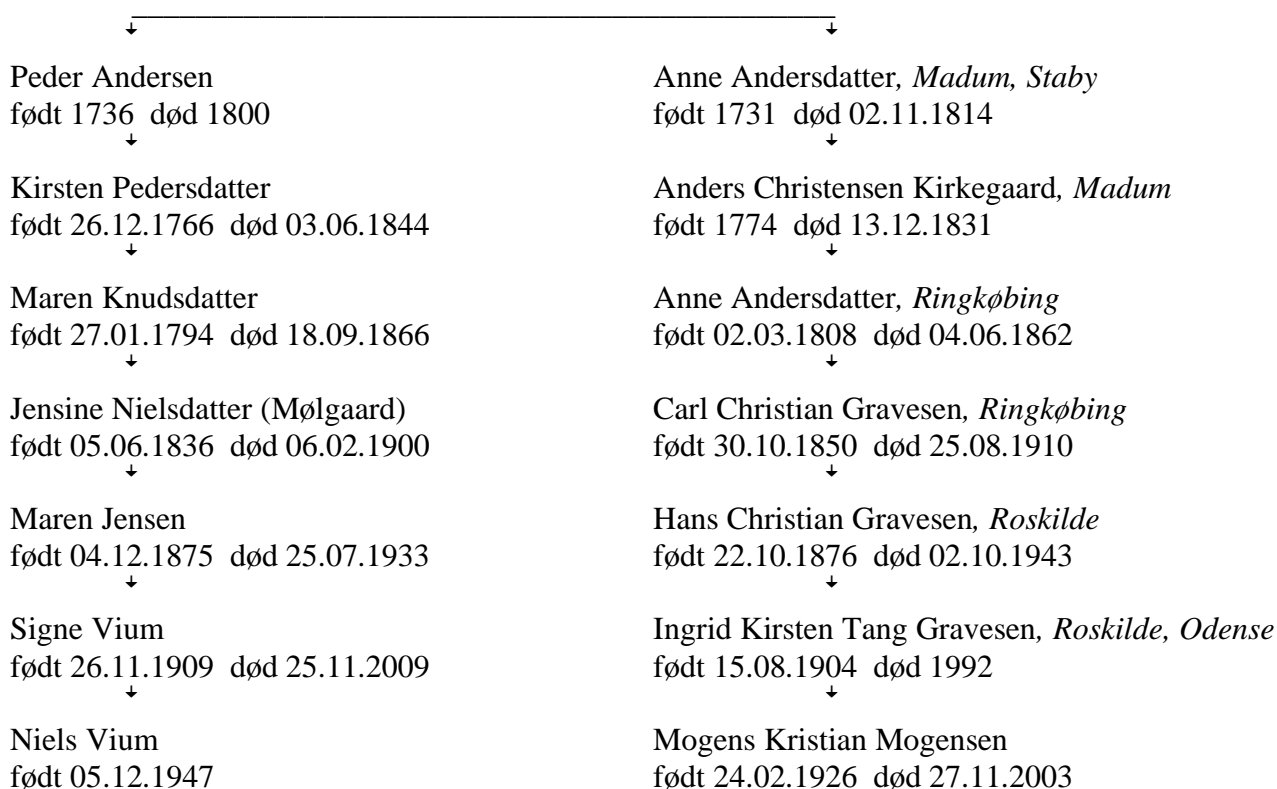 Peder Andersen
født 1736 død 1800
Kirsten Pedersdatter
født 26.12.1766 død 03.06.1844
Maren Knudsdatter
født 27.01.1794 død 18.09.1866
Jensine Nielsdatter (Mølgaard)
født 05.06.1836 død 06.02.1900
Maren Jensen
født 04.12.1875 død 25.07.1933
Signe Vium
født 26.11.1909 død 25.11.2009
Niels Vium
født 05.12.1947
Anne Andersdatter, Madum, Staby
født 1731 død 02.11.1814
Anders Christensen Kirkegaard, Madum
født 1774 død 13.12.1831
Anne Andersdatter, Ringkøbing
født 02.03.1808 død 04.06.1862
Carl Christian Gravesen, Ringkøbing
født 30.10.1850 død 25.08.1910
Hans Christian Gravesen, Roskilde
født 22.10.1876 død 02.10.1943
Ingrid Kirsten Tang Gravesen, Roskilde, Odense
født 15.08.1904 død 1992
Mogens Kristian Mogensen
født 24.02.1926 død 27.11.2003